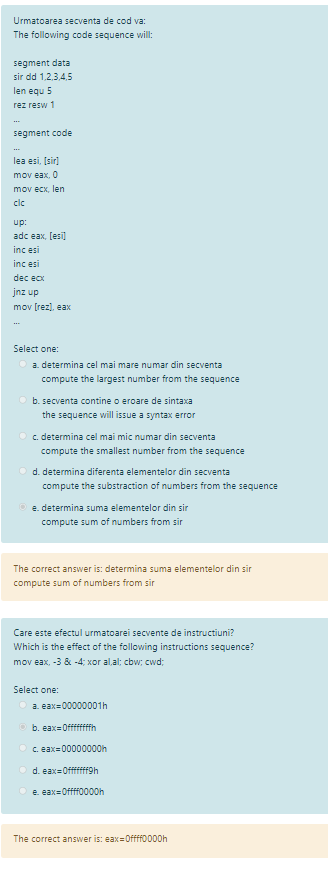 Urmatoarea secventa de cod va:
The following code sequence will:
segment data
sir dd 1,2,3,4,5
len equ 5
rez resw 1
...
segment code
...
lea esi, [sir]
mov eax, 0
mov ecx, len
clc
up:
adc eax, [esi]
inc esi
inc esi
dec ecx
jnz up
mov [rez], eax
...
Select one:
a. determina cel mai mare numar din secventa
compute the largest number from the sequence
b. secventa contine o eroare de sintaxa
the sequence will issue a syntax error
c. determina cel mai mic numar din secventa
compute the smallest number from the sequence
d. determina diferenta elementelor din secventa
compute the substraction of numbers from the sequence
e. determina suma elementelor din sir
compute sum of numbers from sir
The correct answer is: determina suma elementelor din sir
compute sum of numbers from sir
Care este efectul urmatoarei secvente de instructiuni?
Which is the effect of the following instructions sequence?
mov eax, -3 & -4; xor al,al; cbw; cwd;
Select one:
a. eax=00000001h
b. eax=0ffffffffh
c. eax=00000000h
d. eax=0fffffff9h
e. eax=0ffff0000h
The correct answer is: eax=0ffff0000h